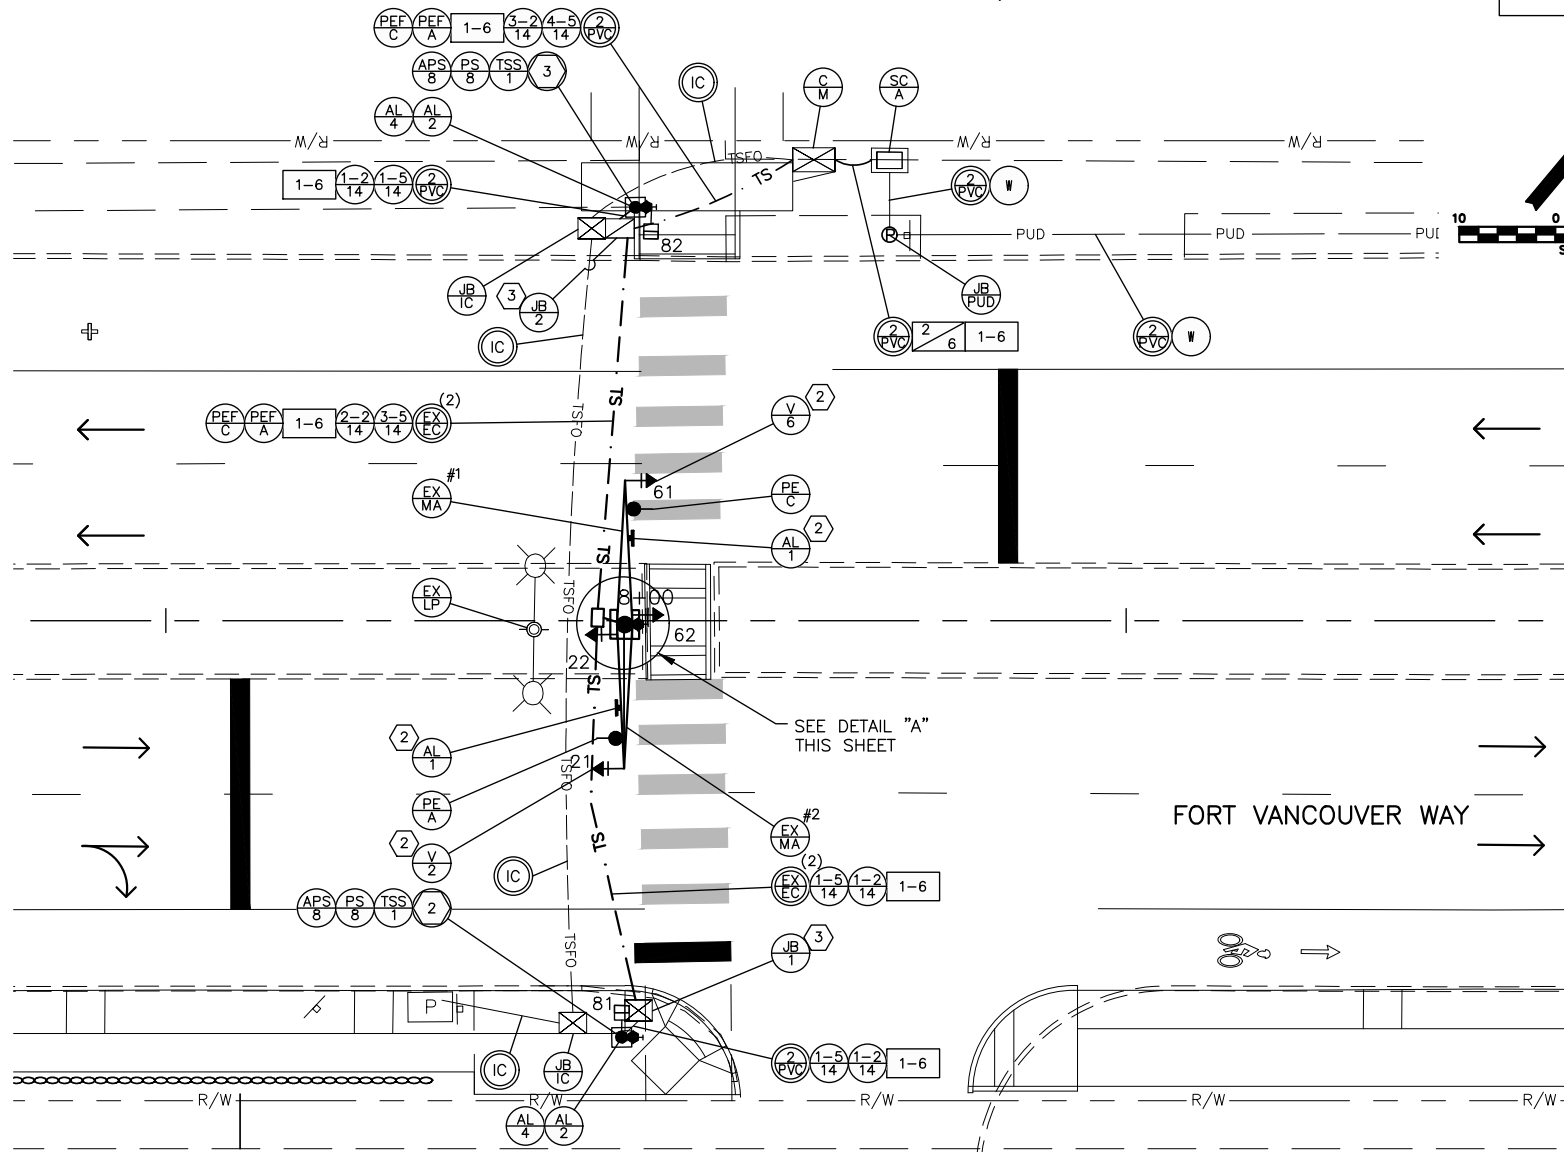 PEF C PEF A 1-6 3-2 14 4-5 14 2 PVC
APS 8 PS 8 TSS 1 3
IC
C M
SC A
AL 4 AL 2
R/W R/W R/W R/W
TSFO
TS
1-6 1-2 14 1-5 14 2 PVC
2 PVC W
10 0
82
PUD PUD
JB IC
3 JB 2
JB PUD
IC
2 PVC 2 6 1-6
2 PVC W
TS
TSFO
PEF C PEF A 1-6 2-2 14 3-5 14 EX EC (2)
V 6 2
EX MA #1
61
PE C
AL 1 2
TS
EX LP
TSFO
8+00
62
22
TS
SEE DETAIL "A"
THIS SHEET
2 AL 1
21
TSFO
PE A
EX MA #2
FORT VANCOUVER WAY
2 V 2
TS
IC
EX EC (2) 1-5 14 1-2 14 1-6
APS 8 PS 8 TSS 1 2
TSFO
JB 1 3
P
81
IC
JB IC
2 PVC 1-5 14 1-2 14 1-6
R/W R/W R/W R/W R/W
AL 4 AL 2